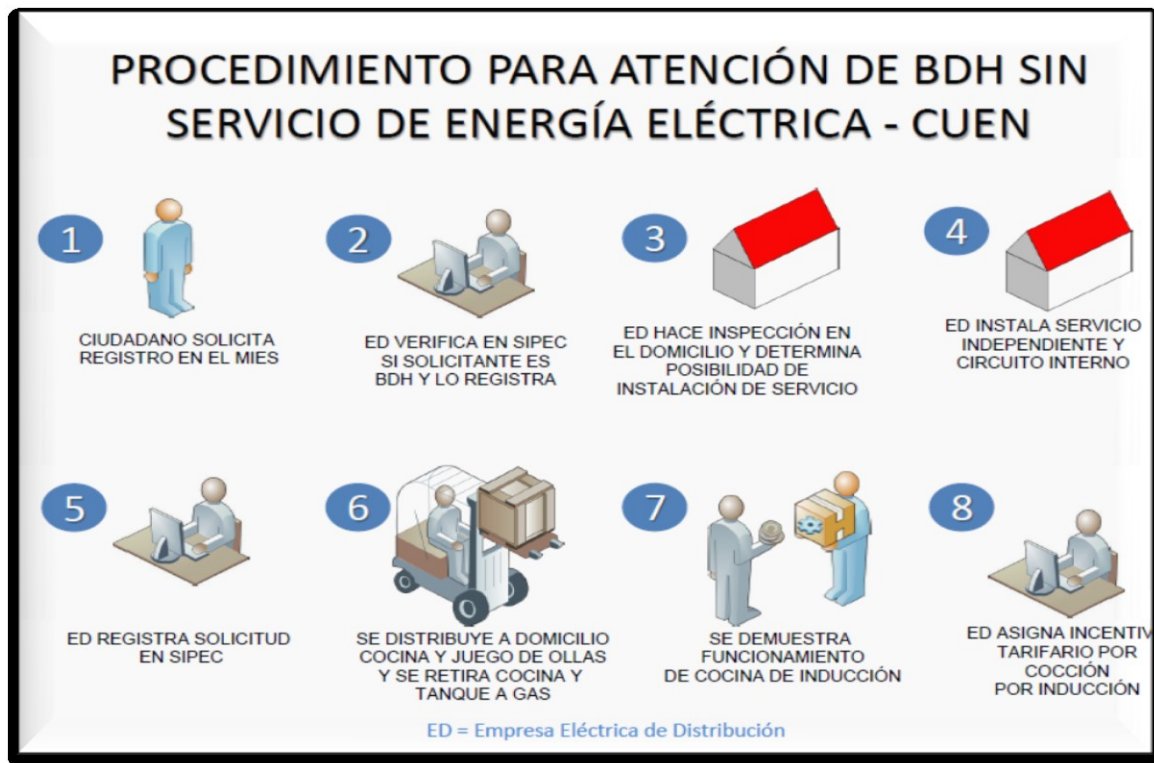 PROCEDIMIENTO PARA ATENCIÓN DE BDH SIN
SERVICIO DE ENERGÍA ELÉCTRICA - CUEN
1
CIUDADANO SOLICITA
REGISTRO EN EL MIES
2
ED VERIFICA EN SIPEC
SI SOLICITANTE ES
BDH Y LO REGISTRA
3
ED HACE INSPECCIÓN EN
EL DOMICILIO Y DETERMINA
POSIBILIDAD DE
INSTALACIÓN DE SERVICIO
4
ED INSTALA SERVICIO
INDEPENDIENTE Y
CIRCUITO INTERNO
5
ED REGISTRA SOLICITUD
EN SIPEC
6
SE DISTRIBUYE A DOMICILIO
COCINA Y JUEGO DE OLLAS
Y SE RETIRA COCINA Y
TANQUE A GAS
7
SE DEMUESTRA
FUNCIONAMIENTO
DE COCINA DE INDUCCIÓN
8
ED ASIGNA INCENTIV
TARIFARIO POR
COCCIÓN
POR INDUCCIÓN
ED = Empresa Eléctrica de Distribución